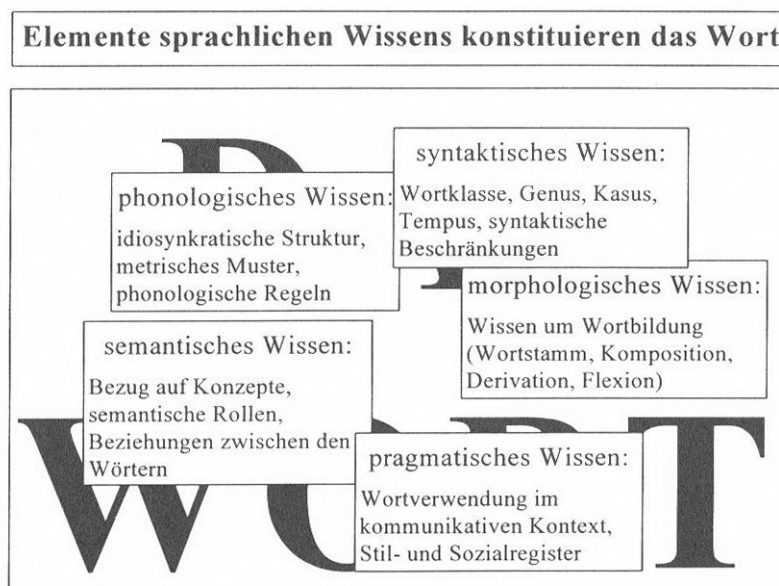 Elemente sprachlichen Wissens konstituieren das Wort
phonologisches Wissen:
idiosynkratische Struktur,
metrisches Muster,
phonologische Regeln
syntaktisches Wissen:
Wortklasse, Genus, Kasus,
Tempus, syntaktische
Beschränkungen
morphologisches Wissen:
Wissen um Wortbildung
(Wortstamm, Komposition,
Derivation, Flexion)
semantisches Wissen:
Bezug auf Konzepte,
semantische Rollen,
Beziehungen zwischen den
Wörtern
pragmatisches Wissen:
Wortverwendung im
kommunikativen Kontext,
Stil- und Sozialregister
WORT